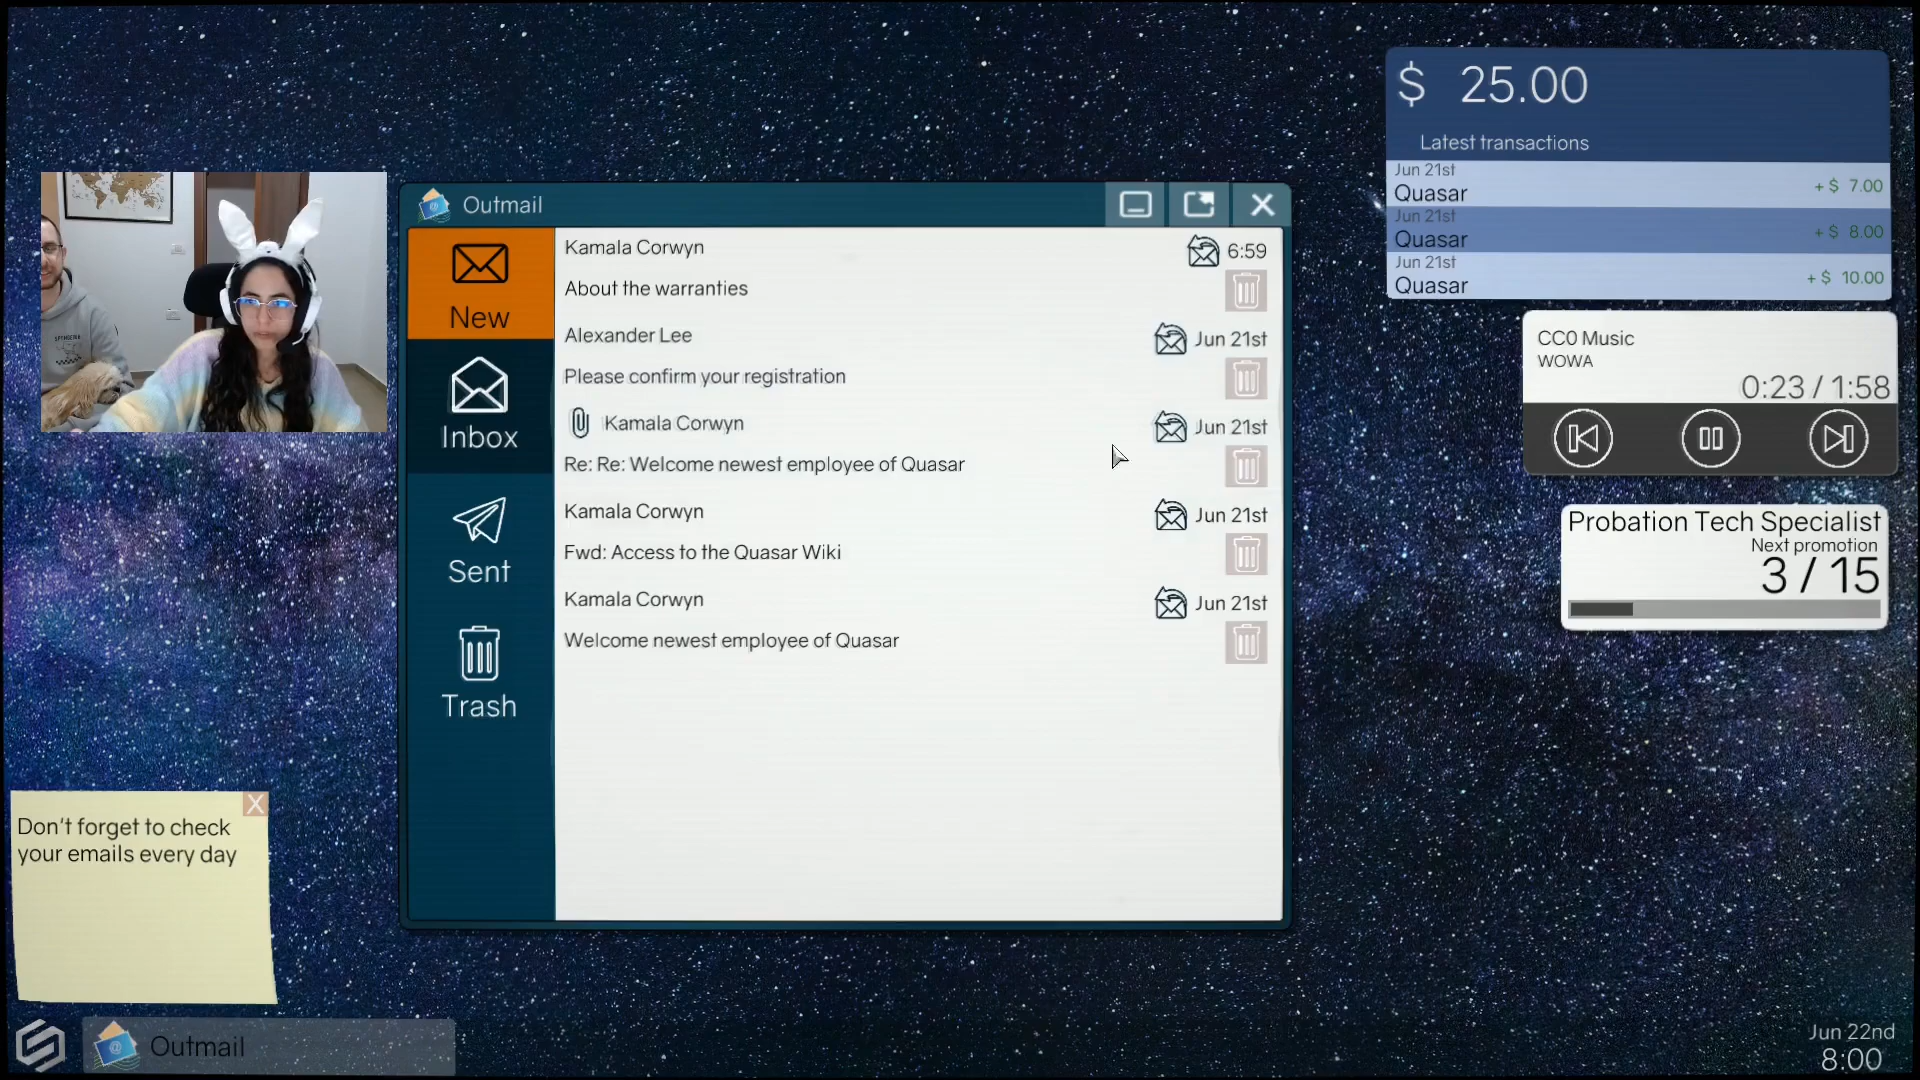 Outmail
New
Inbox
Sent
Trash
Kamala Corwyn
6:59
About the warranties
Alexander Lee
Jun 21st
Please confirm your registration
Kamala Corwyn
Jun 21st
Re: Re: Welcome newest employee of Quasar
Kamala Corwyn
Jun 21st
Fwd: Access to the Quasar Wiki
Kamala Corwyn
Jun 21st
Welcome newest employee of Quasar
$ 25.00
Latest transactions
Jun 21st
Quasar
+ $ 7.00
Jun 21st
Quasar
+ $ 8.00
Jun 21st
Quasar
+ $ 10.00
CC0 Music
WOWA
0:23 / 1:58
Probation Tech Specialist
Next promotion
3 / 15
X
Don't forget to check
your emails every day
Outmail
Jun 22nd
8:00